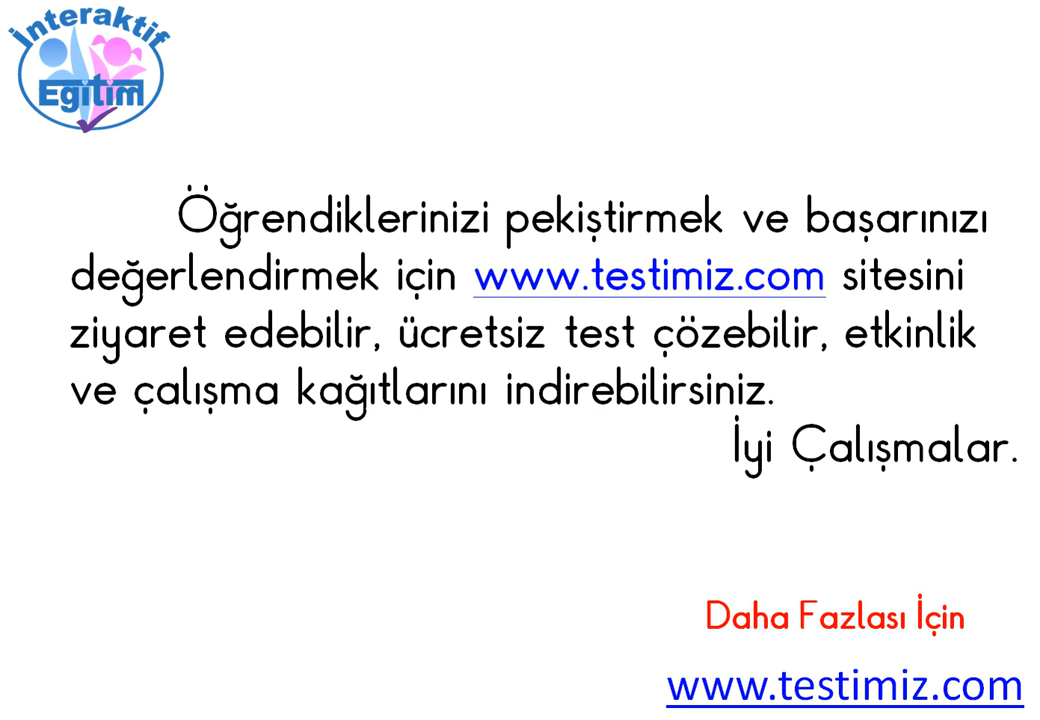 İnteraktif
Egitim
Öğrendiklerinizi pekiştirmek ve başarınızı
değerlendirmek için www.testimiz.com sitesini
ziyaret edebilir, ücretsiz test çözebilir, etkinlik
ve çalışma kağıtlarını indirebilirsiniz.
İyi Çalışmalar.
Daha Fazlası İçin
www.testimiz.com